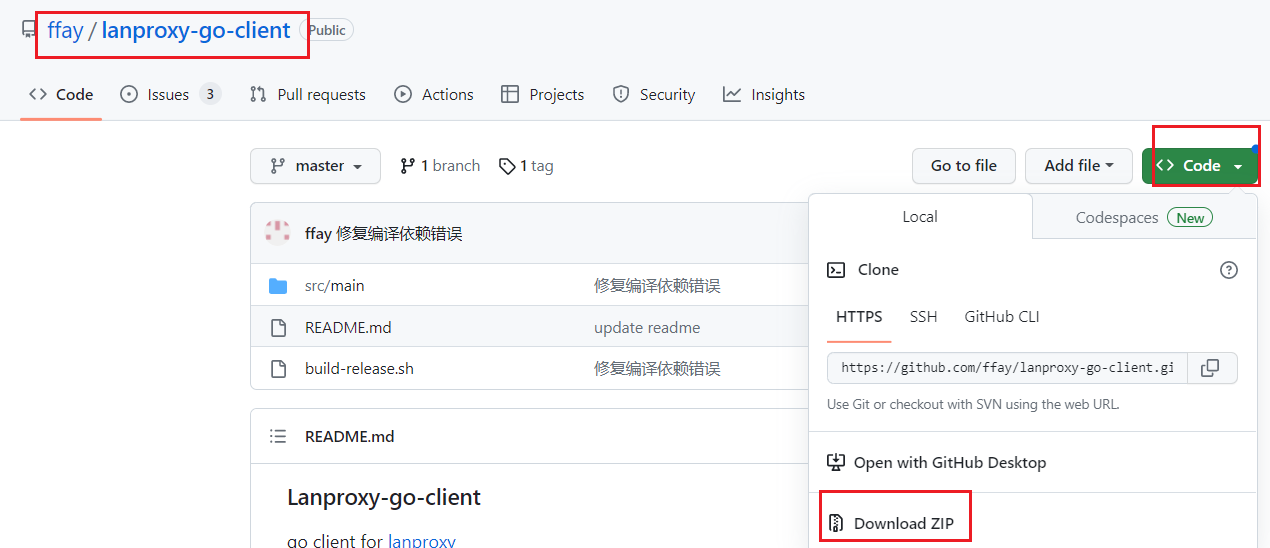 ffay / lanproxy-go-client Public
Code Issues 3 Pull requests Actions Projects Security Insights
master 1 branch 1 tag Go to file Add file Code
Local Codespaces New
ffay 修复编译依赖错误
Clone
src/main 修复编译依赖错误
HTTPS SSH GitHub CLI
README.md update readme
build-release.sh 修复编译依赖错误
https://github.com/ffay/lanproxy-go-client.gi
Use Git or checkout with SVN using the web URL.
README.md
Open with GitHub Desktop
Lanproxy-go-client
Download ZIP
go client for lanproxy